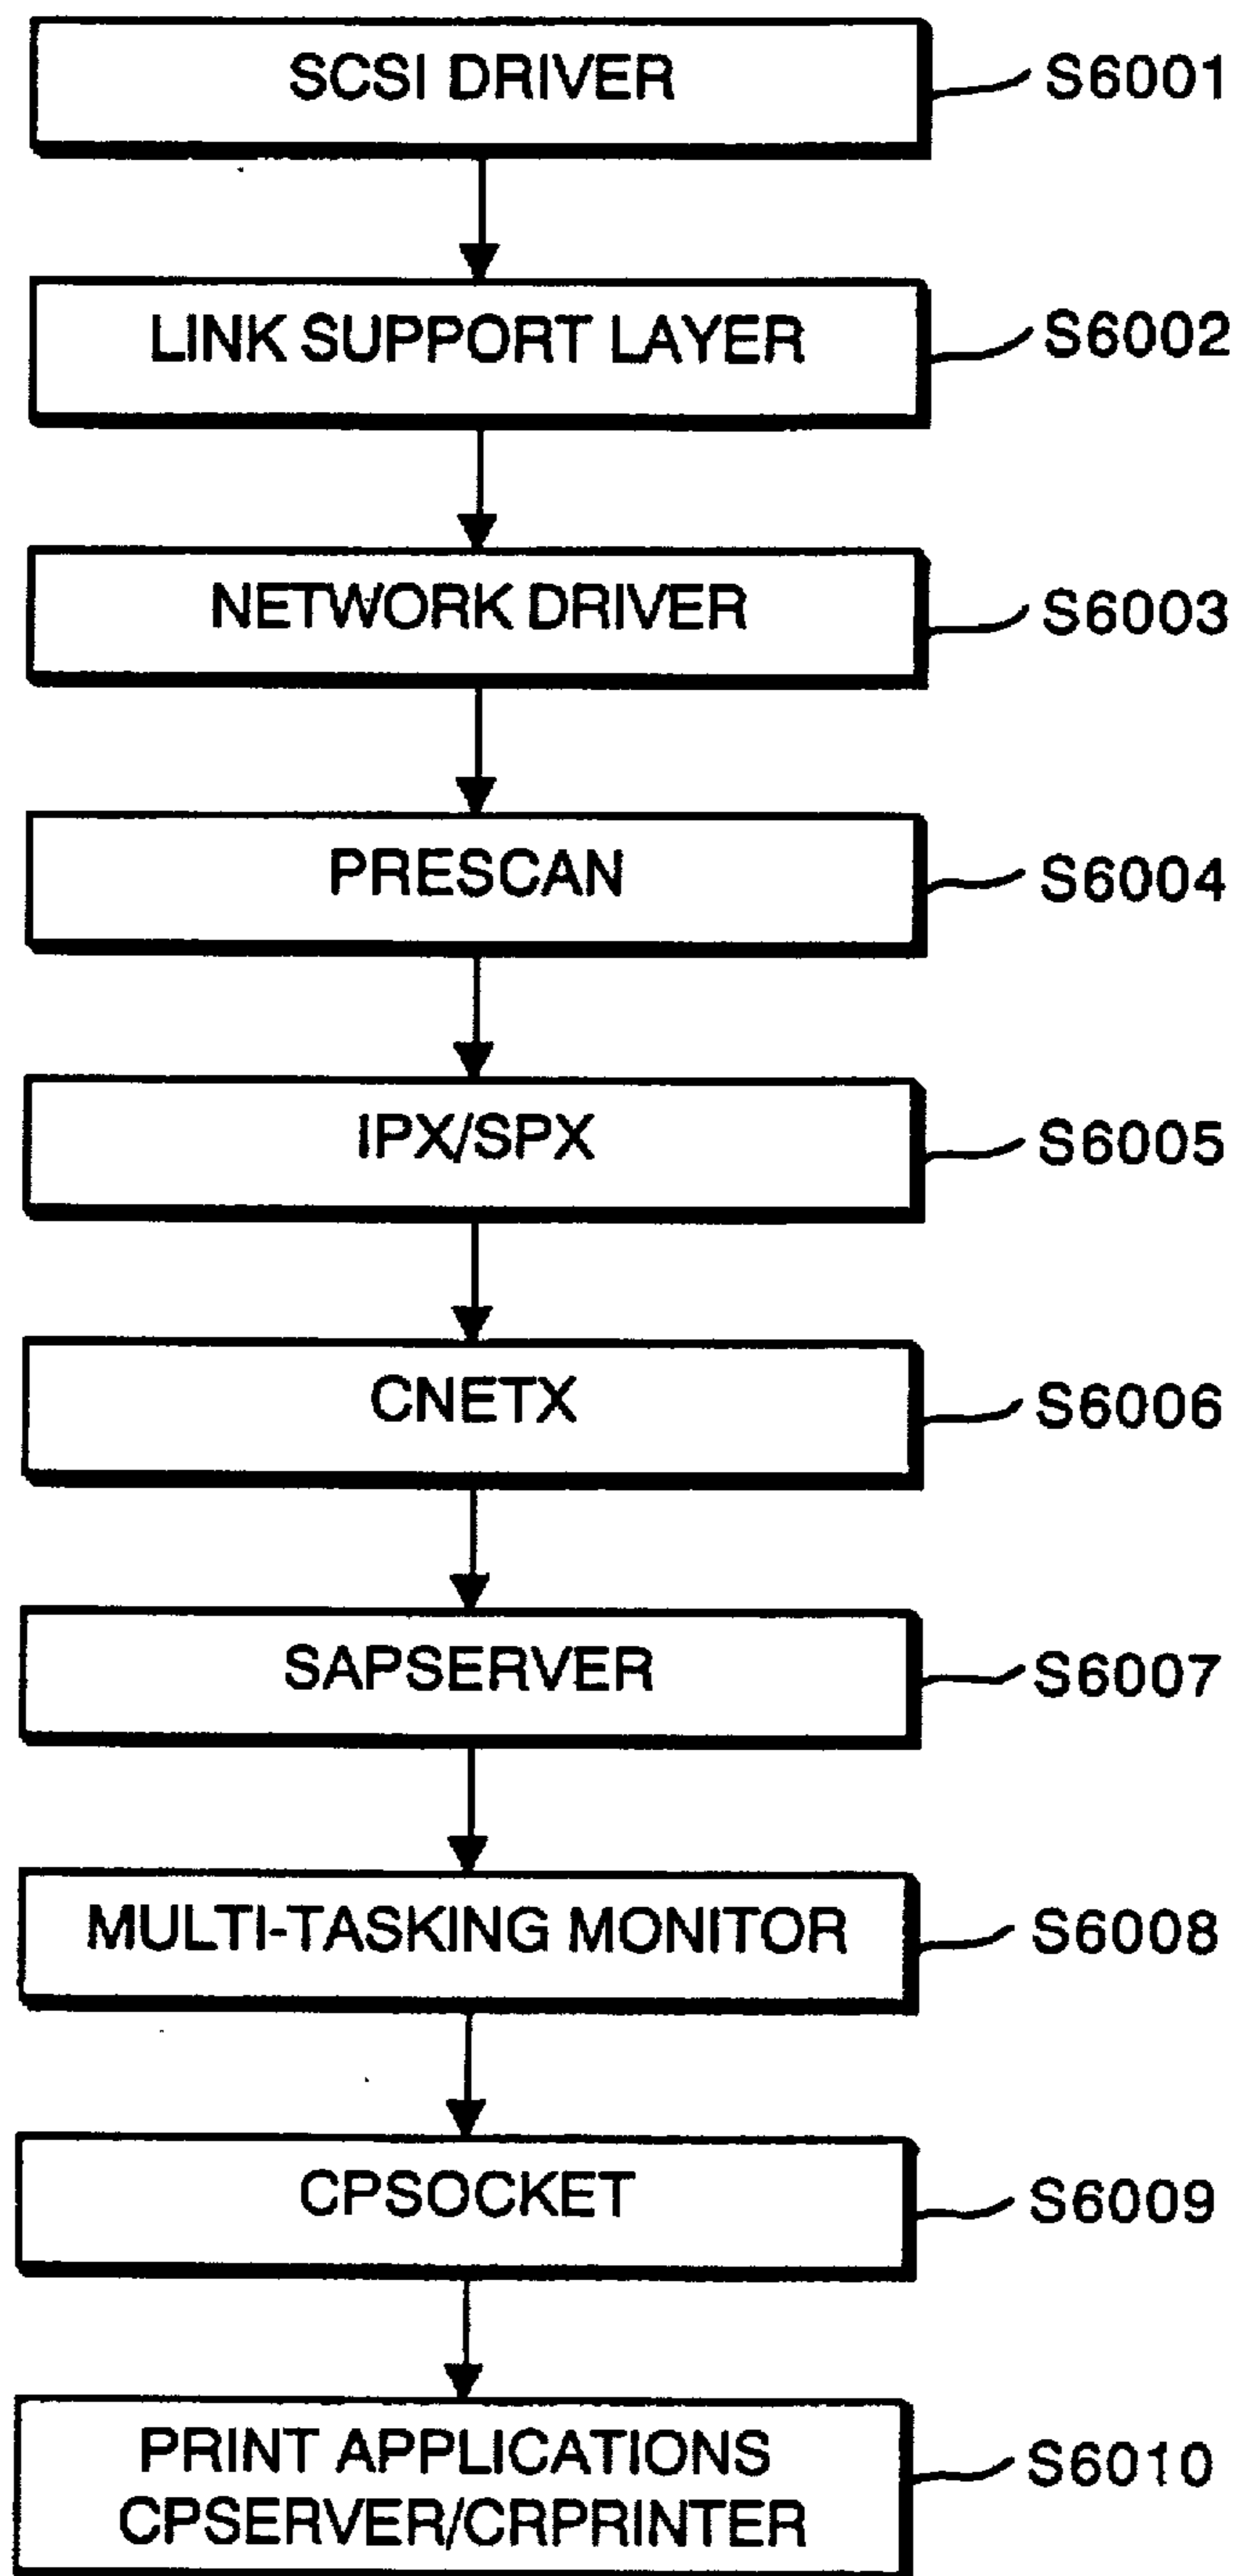 SCSI DRIVER S6001
LINK SUPPORT LAYER S6002
NETWORK DRIVER S6003
PRESCAN S6004
IPX/SPX S6005
CNETX S6006
SAPSERVER S6007
MULTI-TASKING MONITOR S6008
CPSOCKET S6009
PRINT APPLICATIONS S6010
CPSERVER/CRPRINTER